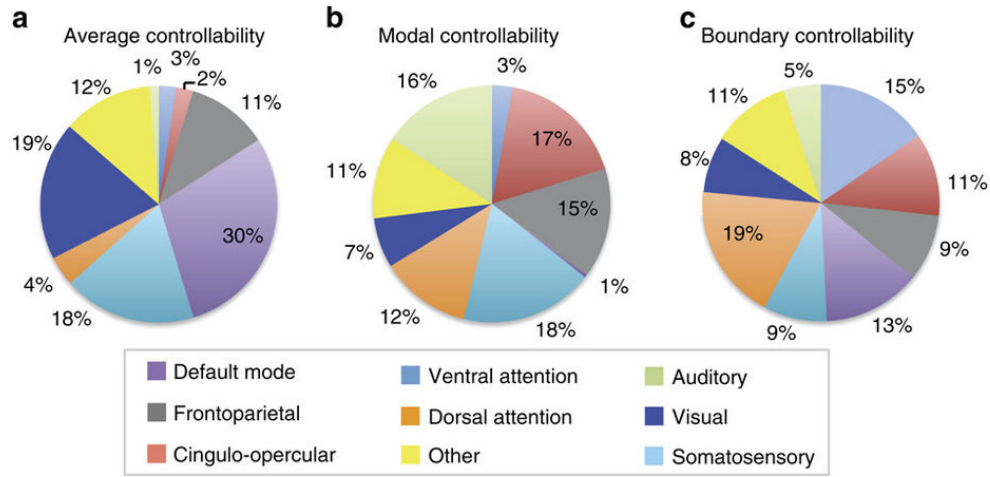 a
Average controllability
1%
3%
2%
12%
11%
19%
30%
4%
18%
b
Modal controllability
3%
16%
17%
11%
15%
7%
1%
12%
18%
c
Boundary controllability
5%
15%
11%
8%
11%
19%
9%
9%
13%
Default mode
Ventral attention
Auditory
Frontoparietal
Dorsal attention
Visual
Cingulo-opercular
Other
Somatosensory